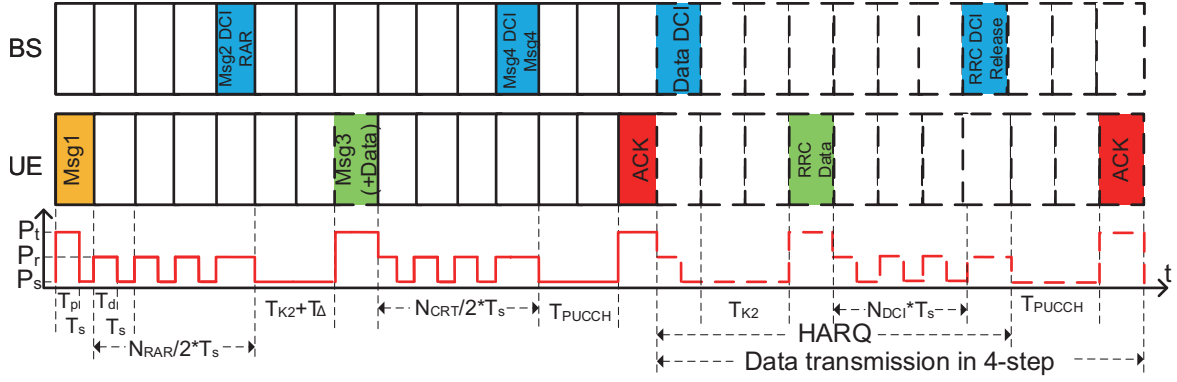 BS
Msg2 DCI
RAR
Msg4 DCI
Msg4
Data DCI
RRC DCI
Release
UE
Msg1
Msg3
(+Data)
ACK
RRC
Data
ACK
Pt
Pr
Ps
t
Tp
Ts
Tdl
Ts
NRAR/2*Ts
TK2+TΔ
NCRT/2*Ts
TPUCCH
TK2
NDCI*Ts
TPUCCH
HARQ
Data transmission in 4-step